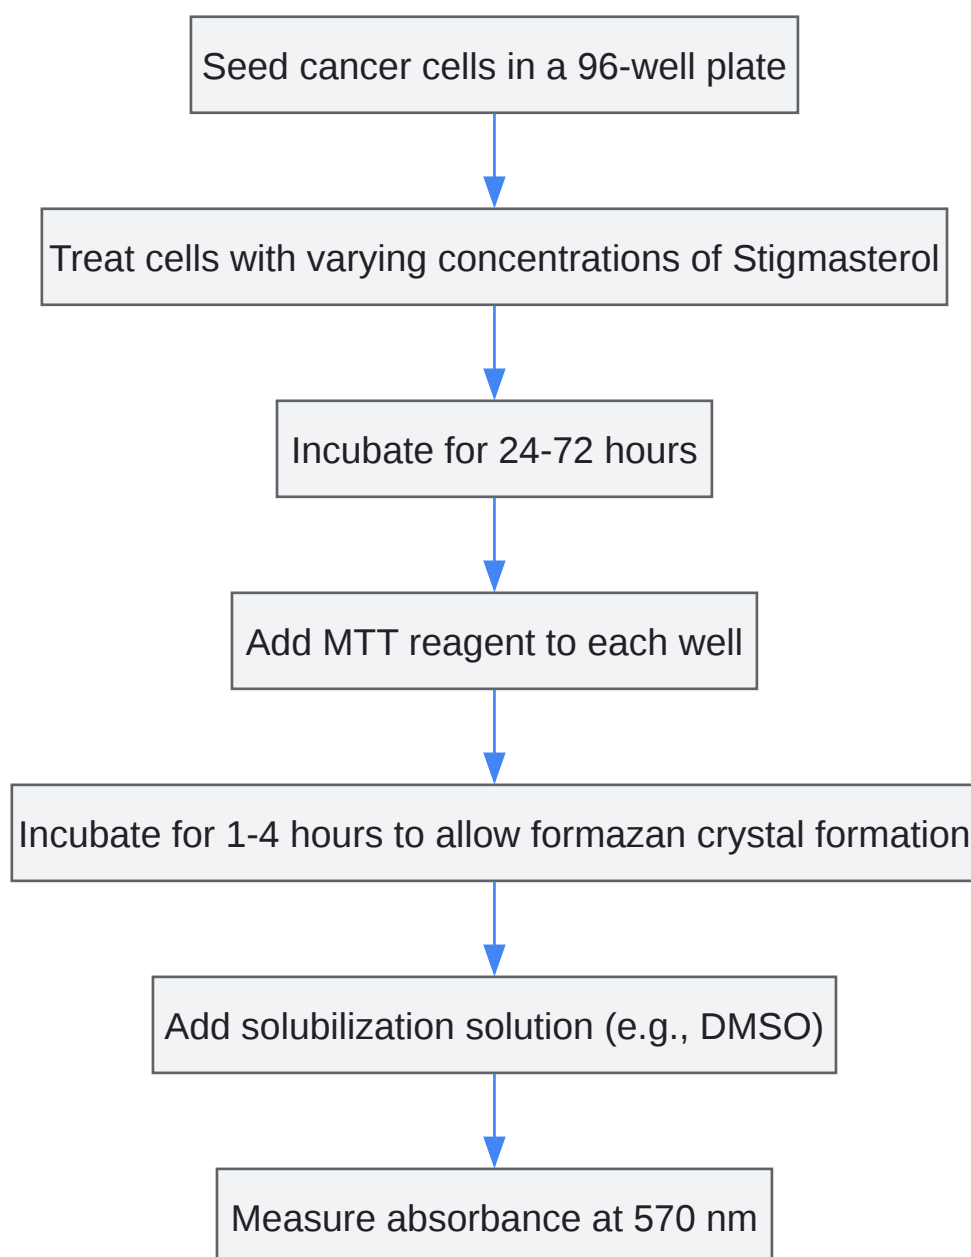 Seed cancer cells in a 96-well plate
Treat cells with varying concentrations of Stigmasterol
Incubate for 24-72 hours
Add MTT reagent to each well
Incubate for 1-4 hours to allow formazan crystal formation
Add solubilization solution (e.g., DMSO)
Measure absorbance at 570 nm